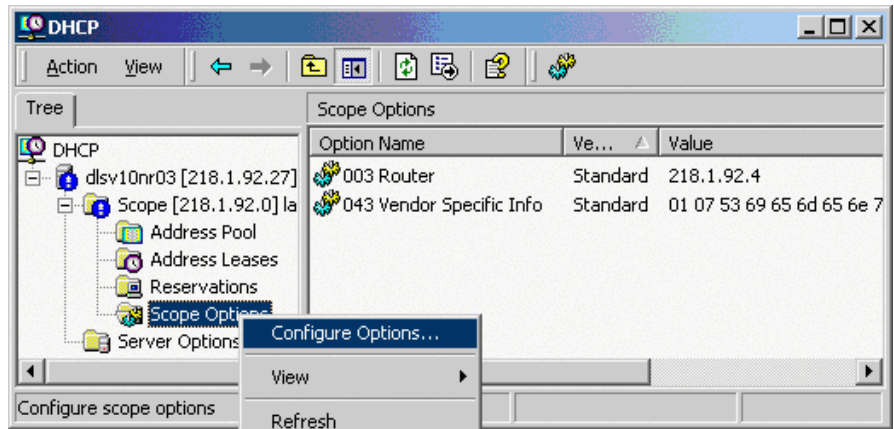 DHCP
Action View
Tree
Scope Options
DHCP
dlsv10nr03 [218.1.92.27]
Scope [218.1.92.0] la
Address Pool
Address Leases
Reservations
Scope Options
Server Options
Option Name Ve... Value
003 Router Standard 218.1.92.4
043 Vendor Specific Info Standard 01 07 53 69 65 6d 65 6e 7
Configure Options...
View
Refresh
Configure scope options